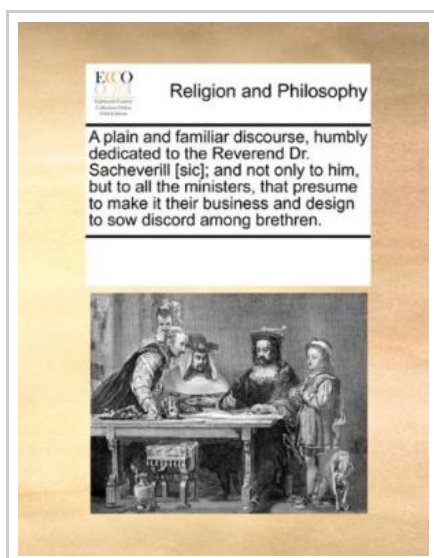 ECCO
Religion and Philosophy
A plain and familiar discourse, humbly
dedicated to the Reverend Dr.
Sacheverill [sic]; and not only to him,
but to all the ministers, that presume
to make it their business and design
to sow discord among brethren.